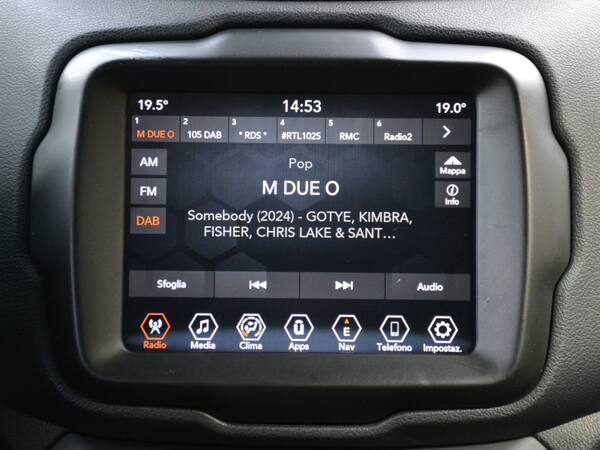 19.5° 14:53 19.0°
1 2 3 4 5 6
M DUE O 105 DAB * RDS * #RTL1025 RMC Radio2
AM Pop Mappa
M DUE O
FM Info
Somebody (2024) - GOTYE, KIMBRA,
DAB FISHER, CHRIS LAKE & SANT...
Sfoglia Audio
E
Radio Media Clima Apps Nav Telefono Impostaz.